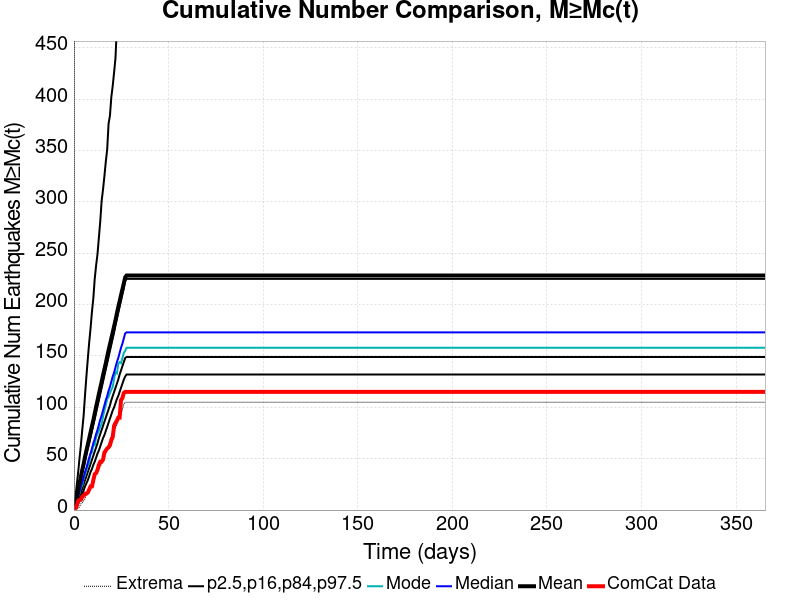 Cumulative Number Comparison, M≥Mc(t)
Cumulative Num Earthquakes M≥Mc(t)
450
400
350
300
250
200
150
100
50
0
0 50 100 150 200 250 300 350
Time (days)
Extrema p2.5,p16,p84,p97.5 Mode Median Mean ComCat Data